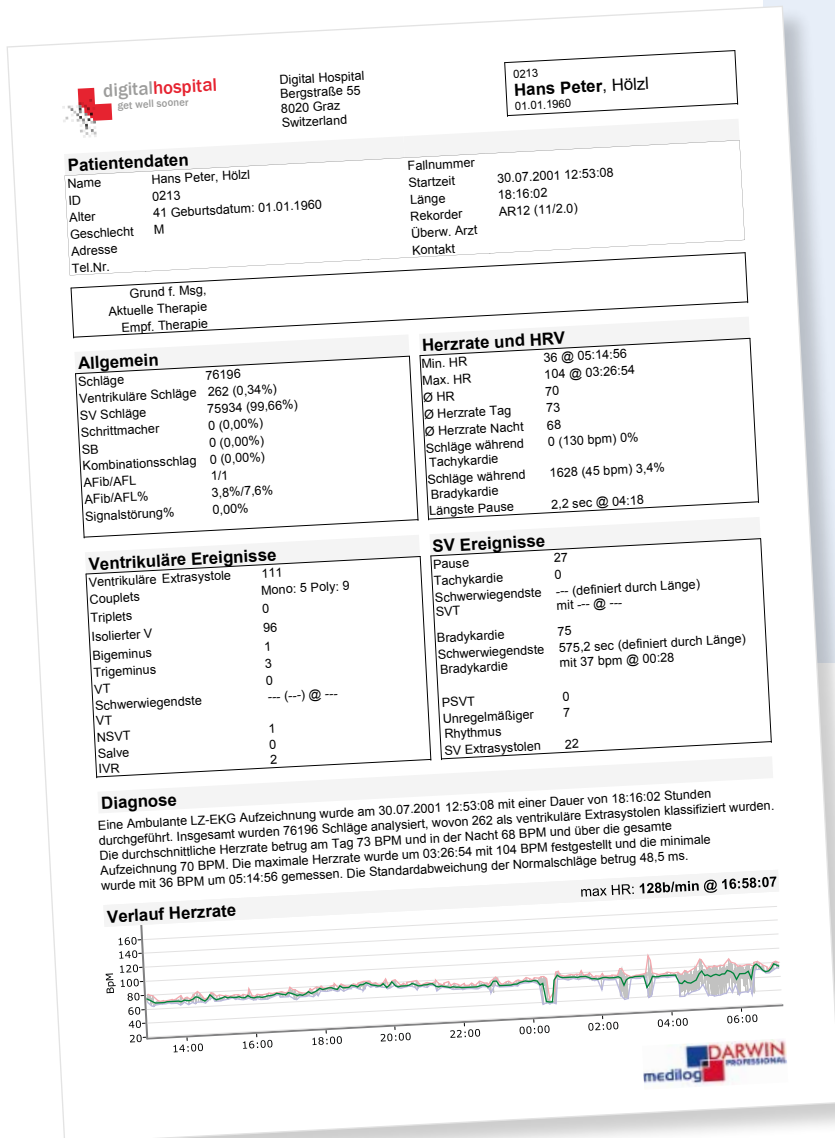 digitalhospital
get well sooner
Digital Hospital
Bergstraße 55
8020 Graz
Switzerland
0213
Hans Peter, Hölzl
01.01.1960
Patientendaten
Name Hans Peter, Hölzl
ID 0213
Alter 41 Geburtsdatum: 01.01.1960
Geschlecht M
Adresse
Tel.Nr.
Fallnummer
Startzeit 30.07.2001 12:53:08
Länge 18:16:02
Rekorder AR12 (11/2.0)
Überw. Arzt
Kontakt
Grund f. Msg,
Aktuelle Therapie
Empf. Therapie
Allgemein
Schläge 76196
Ventrikuläre Schläge 262 (0,34%)
SV Schläge 75934 (99,66%)
Schrittmacher 0 (0,00%)
SB 0 (0,00%)
Kombinationsschlag 0 (0,00%)
AFib/AFL 1/1
AFib/AFL% 3,8%/7,6%
Signalstörung% 0,00%
Herzrate und HRV
Min. HR 36 @ 05:14:56
Max. HR 104 @ 03:26:54
Ø HR 70
Ø Herzrate Tag 73
Ø Herzrate Nacht 68
Schläge während 0 (130 bpm) 0%
Tachykardie
Schläge während 1628 (45 bpm) 3,4%
Bradykardie
Längste Pause 2,2 sec @ 04:18
Ventrikuläre Ereignisse
Ventrikuläre Extrasystole 111
Couplets Mono: 5 Poly: 9
Triplets 0
Isolierter V 96
Bigeminus 1
Trigeminus 3
VT 0
Schwerwiegendste --- (---) @ ---
VT
NSVT 1
Salve 0
IVR 2
SV Ereignisse
Pause 27
Tachykardie 0
Schwerwiegendste --- (definiert durch Länge)
SVT mit --- @ ---
Bradykardie 75
Schwerwiegendste 575,2 sec (definiert durch Länge)
Bradykardie mit 37 bpm @ 00:28
PSVT 0
Unregelmäßiger 7
Rhythmus
SV Extrasystolen 22
Diagnose
Eine Ambulante LZ-EKG Aufzeichnung wurde am 30.07.2001 12:53:08 mit einer Dauer von 18:16:02 Stunden
durchgeführt. Insgesamt wurden 76196 Schläge analysiert, wovon 262 als ventrikuläre Extrasystolen klassifiziert wurden.
Die durchschnittliche Herzrate betrug am Tag 73 BPM und in der Nacht 68 BPM und über die gesamte
Aufzeichnung 70 BPM. Die maximale Herzrate wurde um 03:26:54 mit 104 BPM festgestellt und die minimale
wurde mit 36 BPM um 05:14:56 gemessen. Die Standardabweichung der Normalschläge betrug 48,5 ms.
Verlauf Herzrate
max HR: 128b/min @ 16:58:07
BpM
160
140
120
100
80
60
40
20
14:00 16:00 18:00 20:00 22:00 00:00 02:00 04:00 06:00
medilog DARWIN
PROFESSIONAL